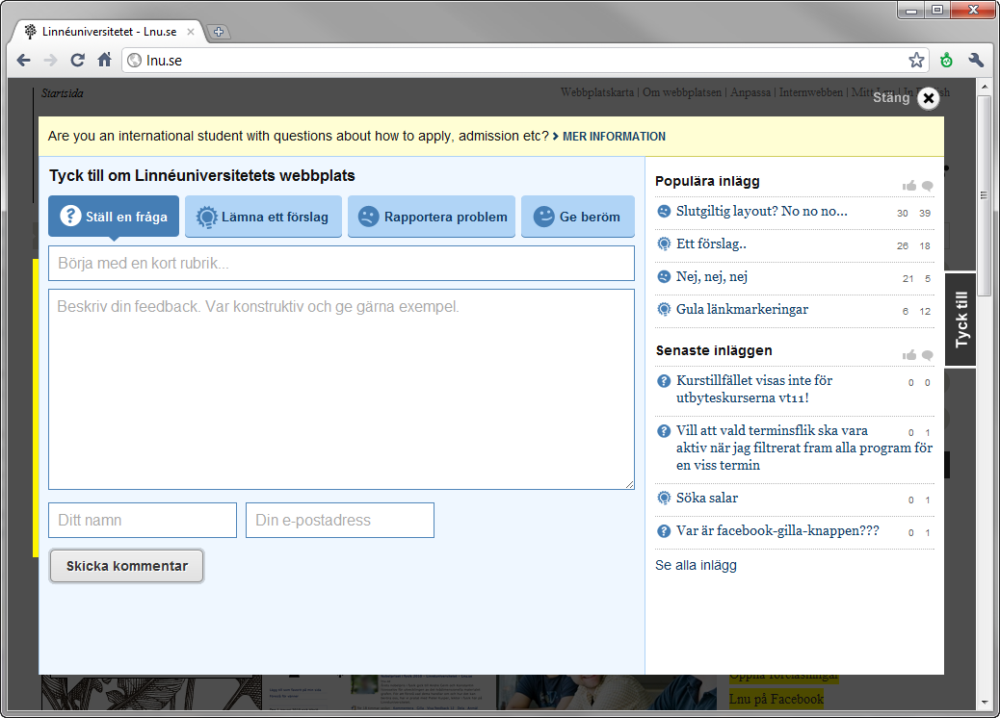 Linnéuniversitetet - Lnu.se
lnu.se
Startsida
Webbplatskarta | Om webbplatsen | Anpassa | Internwebben | Mitt Lnu | In English
Stäng
Are you an international student with questions about how to apply, admission etc? MER INFORMATION
Tyck till om Linnéuniversitetets webbplats
Ställ en fråga
Lämna ett förslag
Rapportera problem
Ge beröm
Börja med en kort rubrik...
Beskriv din feedback. Var konstruktiv och ge gärna exempel.
Ditt namn
Din e-postadress
Skicka kommentar
Populära inlägg
Slutgiltig layout? No no no... 30 39
Ett förslag.. 26 18
Nej, nej, nej 21 5
Gula länkmarkeringar 6 12
Senaste inläggen
Kurstillfället visas inte för 0 0
utbyteskurserna vt11!
Vill att vald terminsflik ska vara 0 1
aktiv när jag filtrerat fram alla program för
en viss termin
Söka salar 0 1
Var är facebook-gilla-knappen??? 0 1
Se alla inlägg
Tyck till
Öppna föreläsningar
Lnu på Facebook